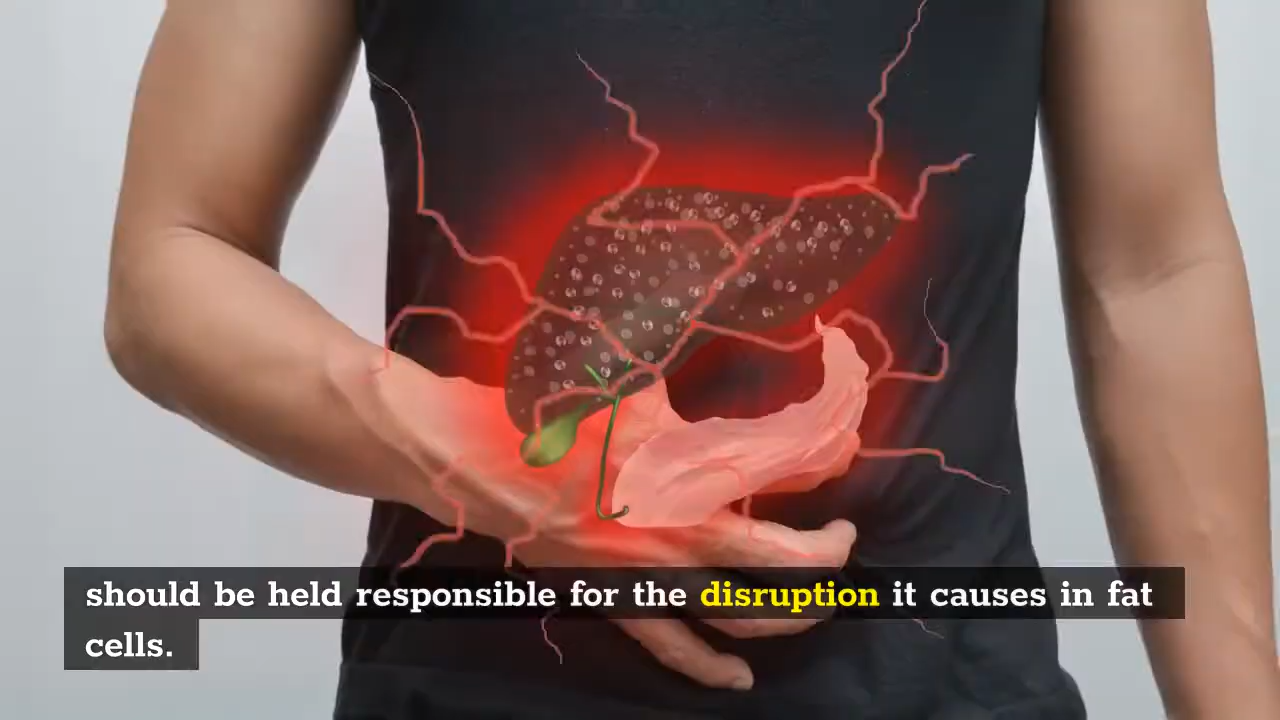 should be held responsible for the disruption it causes in fat
cells.